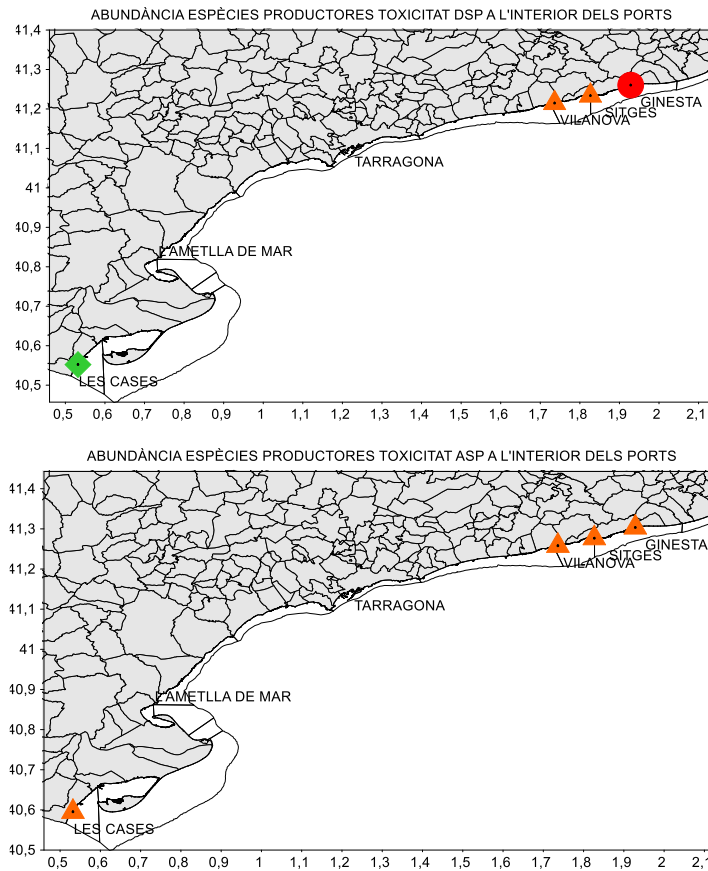 ABUNDÀNCIA ESPÈCIES PRODUCTORES TOXICITAT DSP A L'INTERIOR DELS PORTS
41,4
41,3
GINESTA
41,2
SITGES
VILANOVA
41,1
TARRAGONA
41
40,9
L'AMETLLA DE MAR
40,8
40,7
40,6
LES CASES
40,5
0,5 0,6 0,7 0,8 0,9 1 1,1 1,2 1,3 1,4 1,5 1,6 1,7 1,8 1,9 2 2,1
ABUNDÀNCIA ESPÈCIES PRODUCTORES TOXICITAT ASP A L'INTERIOR DELS PORTS
41,4
41,3
GINESTA
SITGES
VILANOVA
41,2
41,1
TARRAGONA
41
40,9
L'AMETLLA DE MAR
40,8
40,7
40,6
LES CASES
40,5
0,5 0,6 0,7 0,8 0,9 1 1,1 1,2 1,3 1,4 1,5 1,6 1,7 1,8 1,9 2 2,1